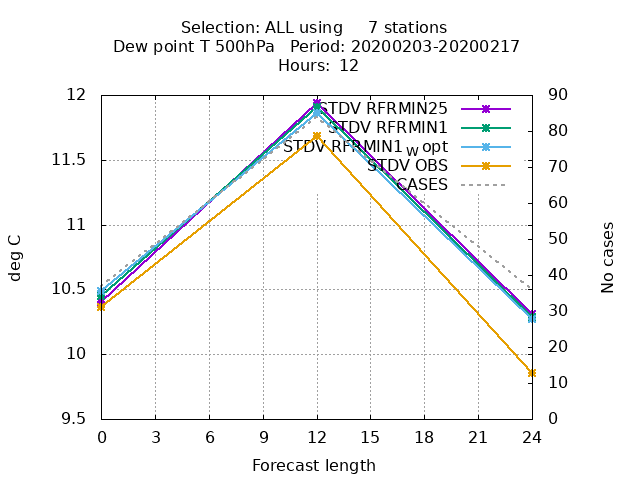 Selection: ALL using 7 stations
Dew point T 500hPa Period: 20200203-20200217
Hours: 12
12
11.5
11
10.5
10
9.5
deg C
90
80
70
60
50
40
30
20
10
0
No cases
STDV RFRMIN25
STDV RFRMIN1
STDV RFRMIN1wopt
STDV OBS
CASES
0 3 6 9 12 15 18 21 24
Forecast length